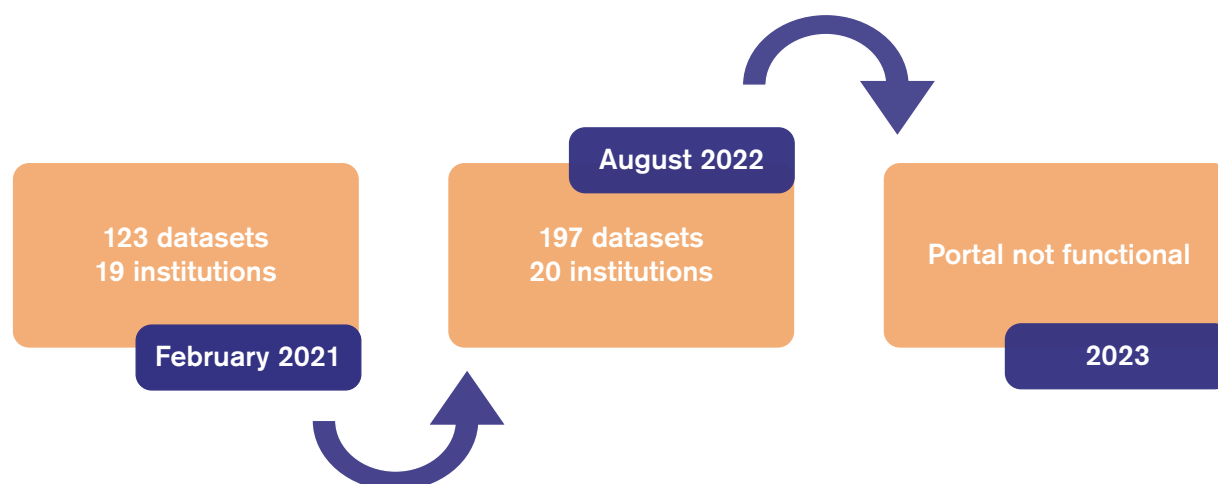 123 datasets
19 institutions
February 2021
August 2022
197 datasets
20 institutions
Portal not functional
2023